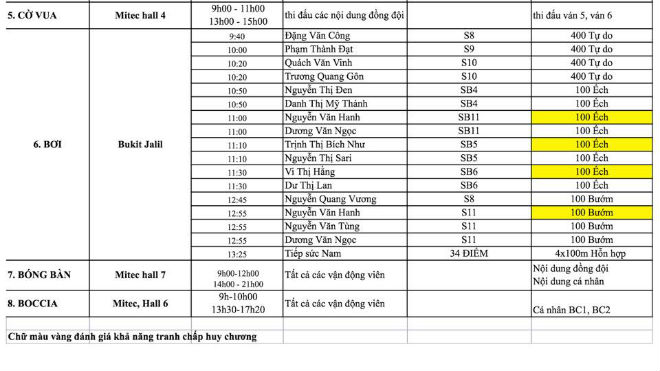 5. CỜ VUA Mitec hall 4 9h00 - 11h00 thi đấu các nội dung đồng đội thi đấu ván 5, ván 6
13h00 - 15h00
6. BƠI Bukit Jalil
9:40 Đặng Văn Công S8 400 Tự do
10:00 Phạm Thành Đạt S9 400 Tự do
10:20 Quách Văn Vinh S10 400 Tự do
10:20 Trương Quang Gôn S10 400 Tự do
10:50 Nguyễn Thị Đen SB4 100 Ếch
10:50 Danh Thị Mỹ Thánh SB4 100 Ếch
11:00 Nguyễn Văn Hanh SB11 100 Ếch
11:00 Dương Văn Ngọc SB11 100 Ếch
11:10 Trịnh Thị Bích Như SB5 100 Ếch
11:10 Nguyễn Thị Sari SB5 100 Ếch
11:30 Vi Thị Hằng SB6 100 Ếch
11:30 Dư Thị Lan SB6 100 Ếch
12:45 Nguyễn Quang Vương S8 100 Bướm
12:55 Nguyễn Văn Hanh S11 100 Bướm
12:55 Nguyễn Văn Tùng S11 100 Bướm
12:55 Dương Văn Ngọc S11 100 Bướm
13:25 Tiếp sức Nam 34 ĐIỂM 4x100m Hỗn hợp
7. BÓNG BÀN Mitec hall 7 9h00-12h00 Tất cả các vận động viên Nội dung đồng đội
14h00 - 21h00 Nội dung cá nhân
8. BOCCIA Mitec, Hall 6 9h-10h00 Tất cả các vận động viên
13h30-17h20 Cá nhân BC1, BC2
Chữ màu vàng đánh giá khả năng tranh chấp huy chương